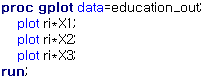 proc gplot data=education_out;
plot ri*X1;
plot ri*X2;
plot ri*X3;
run;